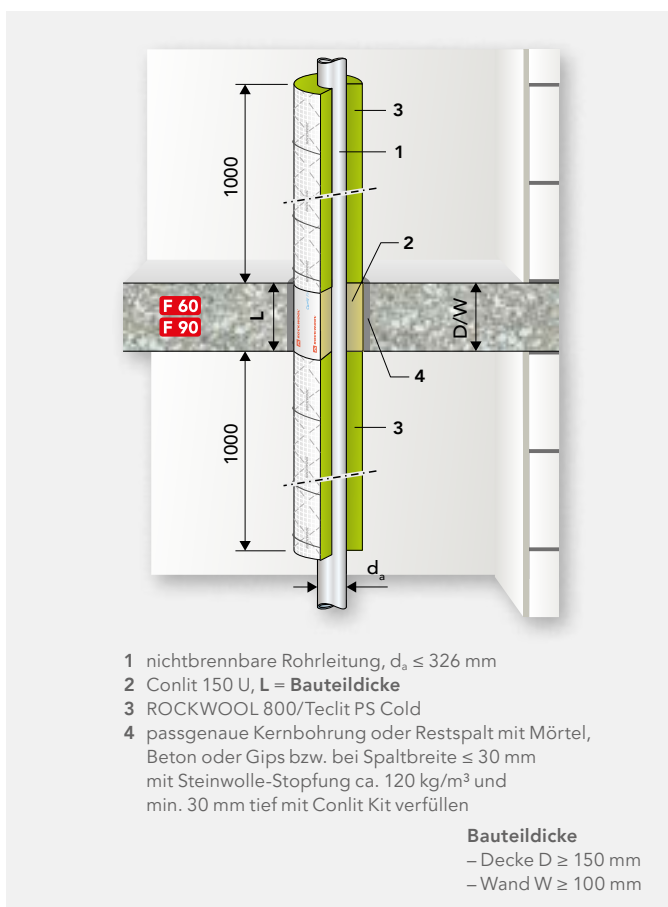 3
1
1000
2
F 60
F 90
L
D/W
4
1000
3
dₐ
1 nichtbrennbare Rohrleitung, dₐ ≤ 326 mm
2 Conlit 150 U, L = Bauteildicke
3 ROCKWOOL 800/Teclit PS Cold
4 passgenaue Kernbohrung oder Restspalt mit Mörtel,
Beton oder Gips bzw. bei Spaltbreite ≤ 30 mm
mit Steinwolle-Stopfung ca. 120 kg/m³ und
min. 30 mm tief mit Conlit Kit verfüllen
Bauteildicke
– Decke D ≥ 150 mm
– Wand W ≥ 100 mm